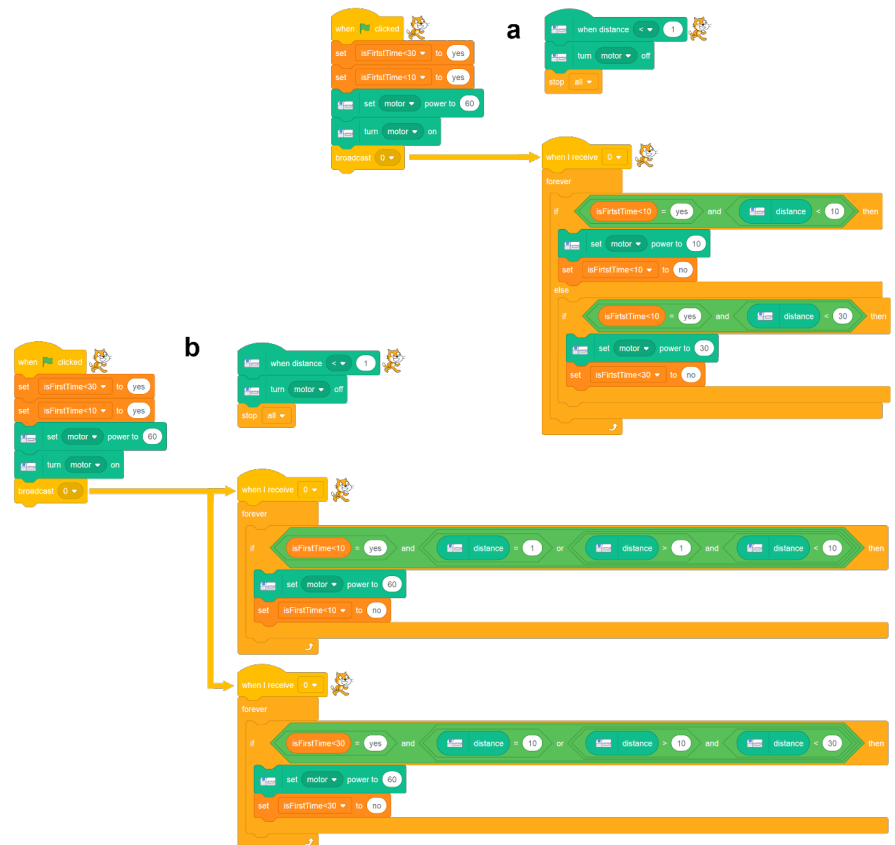 a
when clicked
set isFirtstTime<30 to yes
set isFirtstTime<10 to yes
set motor power to 60
turn motor on
broadcast 0
when distance < 1
turn motor off
stop all
when I receive 0
forever
if isFirtstTime<10 = yes and distance < 10 then
set motor power to 10
set isFirtstTime<10 to no
else
if isFirtstTime<10 = yes and distance < 30 then
set motor power to 30
set isFirtstTime<30 to no
b
when clicked
set isFirstTime<30 to yes
set isFirstTime<10 to yes
set motor power to 60
turn motor on
broadcast 0
when distance < 1
turn motor off
stop all
when I receive 0
forever
if isFirstTime<10 = yes and distance = 1 or distance > 1 and distance < 10 then
set motor power to 60
set isFirstTime<10 to no
when I receive 0
forever
if isFirstTime<30 = yes and distance = 10 or distance > 10 and distance < 30 then
set motor power to 60
set isFirstTime<30 to no